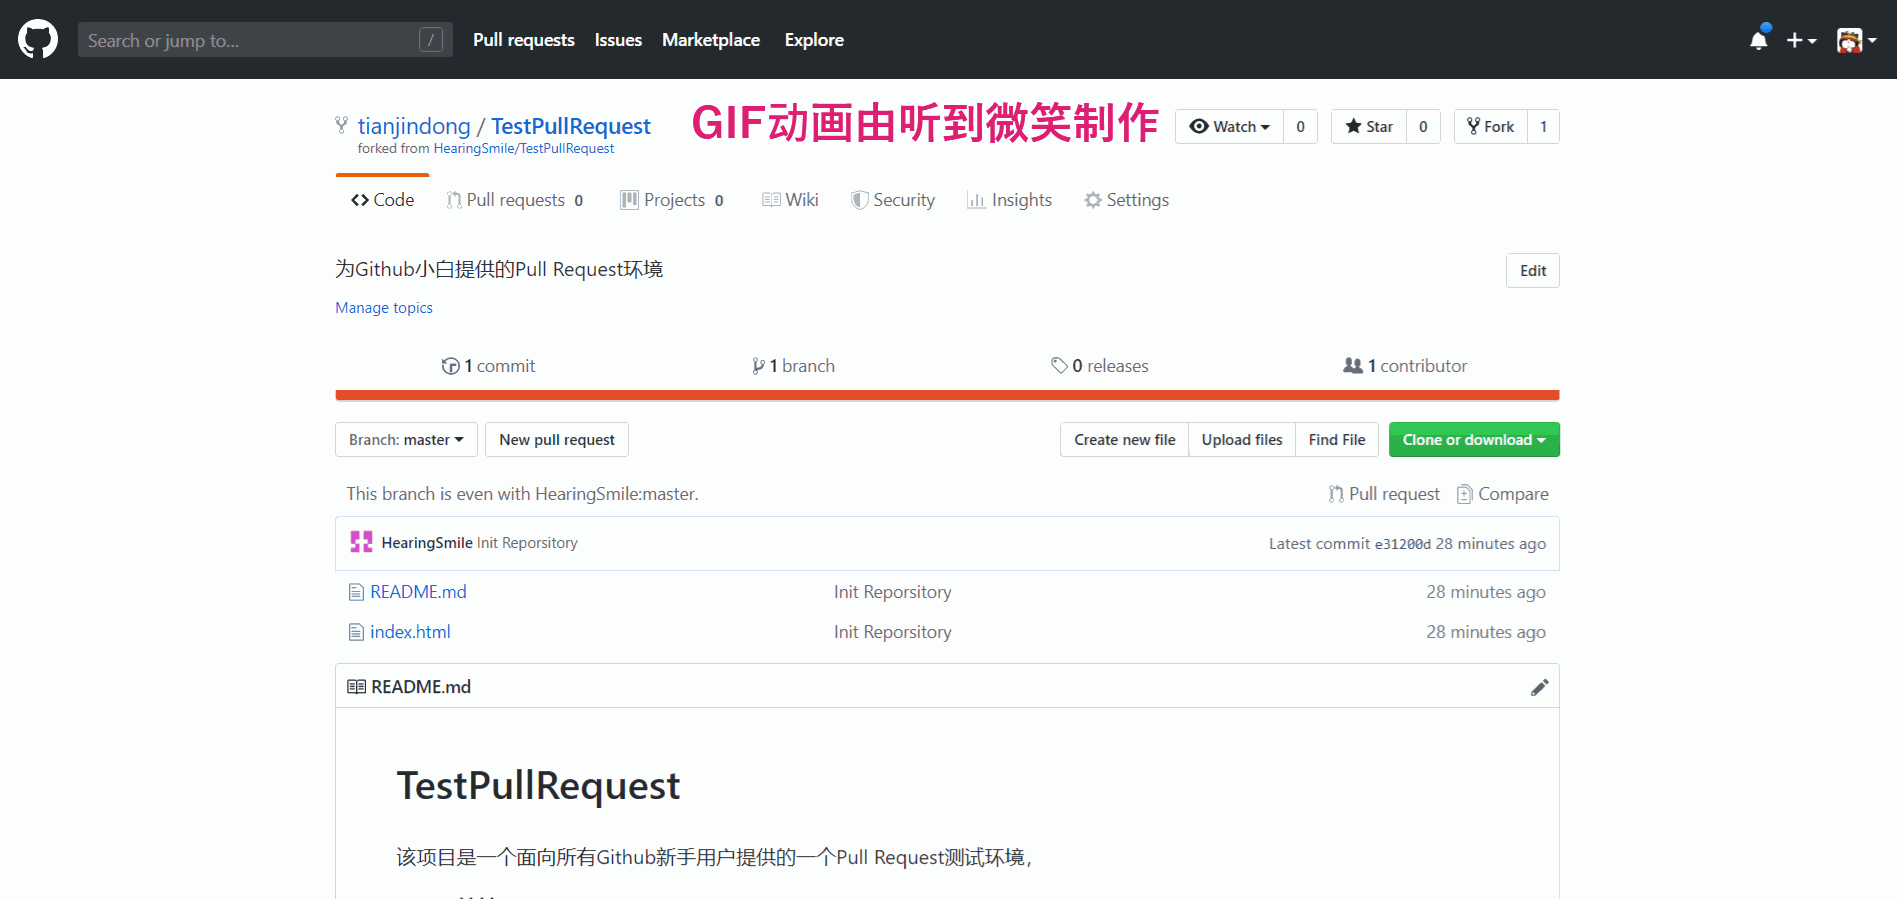 Search or jump to... /
Pull requests Issues Marketplace Explore
tianjindong / TestPullRequest
forked from HearingSmile/TestPullRequest
GIF动画由听到微笑制作
Watch 0 Star 0 Fork 1
Code Pull requests 0 Projects 0 Wiki Security Insights Settings
为Github小白提供的Pull Request环境
Edit
Manage topics
1 commit 1 branch 0 releases 1 contributor
Branch: master New pull request Create new file Upload files Find File Clone or download
This branch is even with HearingSmile:master. Pull request Compare
HearingSmile Init Reporsitory Latest commit e31200d 28 minutes ago
README.md Init Reporsitory 28 minutes ago
index.html Init Reporsitory 28 minutes ago
README.md
TestPullRequest
该项目是一个面向所有Github新手用户提供的一个Pull Request测试环境，